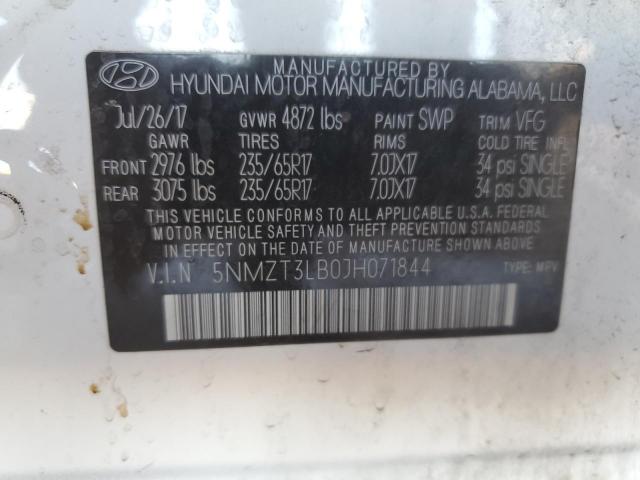 MANUFACTURED BY
HYUNDAI MOTOR MANUFACTURING ALABAMA, LLC
Jul/26/17 GVWR 4872 lbs PAINT SWP TRIM VFG
GAWR TIRES RIMS COLD TIRE INFL
FRONT 2976 lbs 235/65R17 7.0JX17 34 psi SINGLE
REAR 3075 lbs 235/65R17 7.0JX17 34 psi SINGLE
THIS VEHICLE CONFORMS TO ALL APPLICABLE U.S.A. FEDERAL
MOTOR VEHICLE SAFETY AND THEFT PREVENTION STANDARDS
IN EFFECT ON THE DATE OF MANUFACTURE SHOWN ABOVE.
V.I.N 5NMZT3LB0JH071844 TYPE: MPV